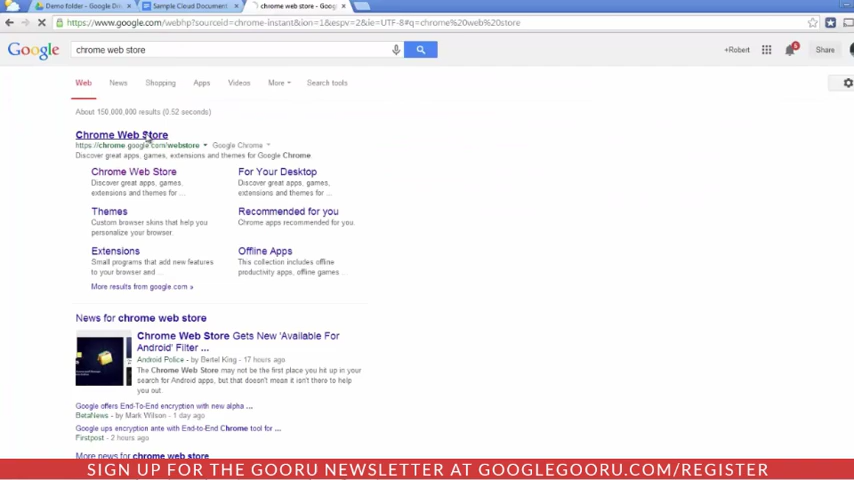 Demo folder - Google Dri
Sample Cloud Document
chrome web store - Goog
https://www.google.com/webhp?sourceid=chrome-instant&ion=1&espv=2&ie=UTF-8#q=chrome%20web%20store
Google
chrome web store
+Robert
Share
Web
News
Shopping
Apps
Videos
More
Search tools
About 150,000,000 results (0.52 seconds)
Chrome Web Store
https://chrome.google.com/webstore
Google Chrome
Discover great apps, games, extensions and themes for Google Chrome.
Chrome Web Store
Discover great apps, games,
extensions and themes for ...
For Your Desktop
Discover great apps, games,
extensions and themes for ...
Themes
Custom browser skins that help you
personalize your browser.
Recommended for you
Chrome apps recommended for you.
Extensions
Small programs that add new features
to your browser and ...
Offline Apps
This collection includes offline
productivity apps, offline games ...
More results from google.com »
News for chrome web store
Chrome Web Store Gets New 'Available For
Android' Filter ...
Android Police - by Bertel King - 17 hours ago
The Chrome Web Store may not be the first place you hit up in your
search for Android apps, but that doesn't mean it isn't there to help
you out.
Google offers End-To-End encryption with new alpha ...
BetaNews - by Mark Wilson - 1 day ago
Google ups encryption ante with End-to-End Chrome tool for ...
Firstpost - 2 hours ago
More news for chrome web store
SIGN UP FOR THE GOORU NEWSLETTER AT GOOGLEGOORU.COM/REGISTER